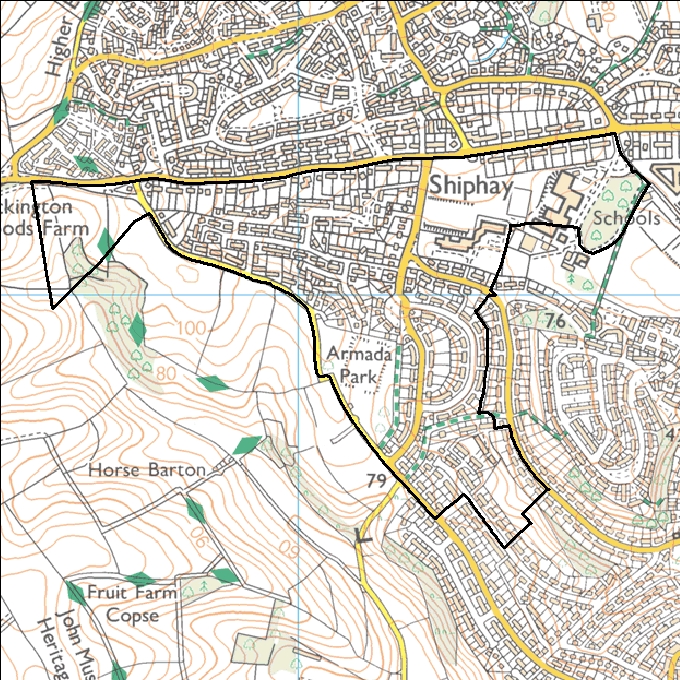 Higher
80
Shiphay
ckington
ods Farm
Schools
76
100
80
Armada
Park
Horse Barton
79
90
60
Fruit Farm
Copse
John Mus
Heritag